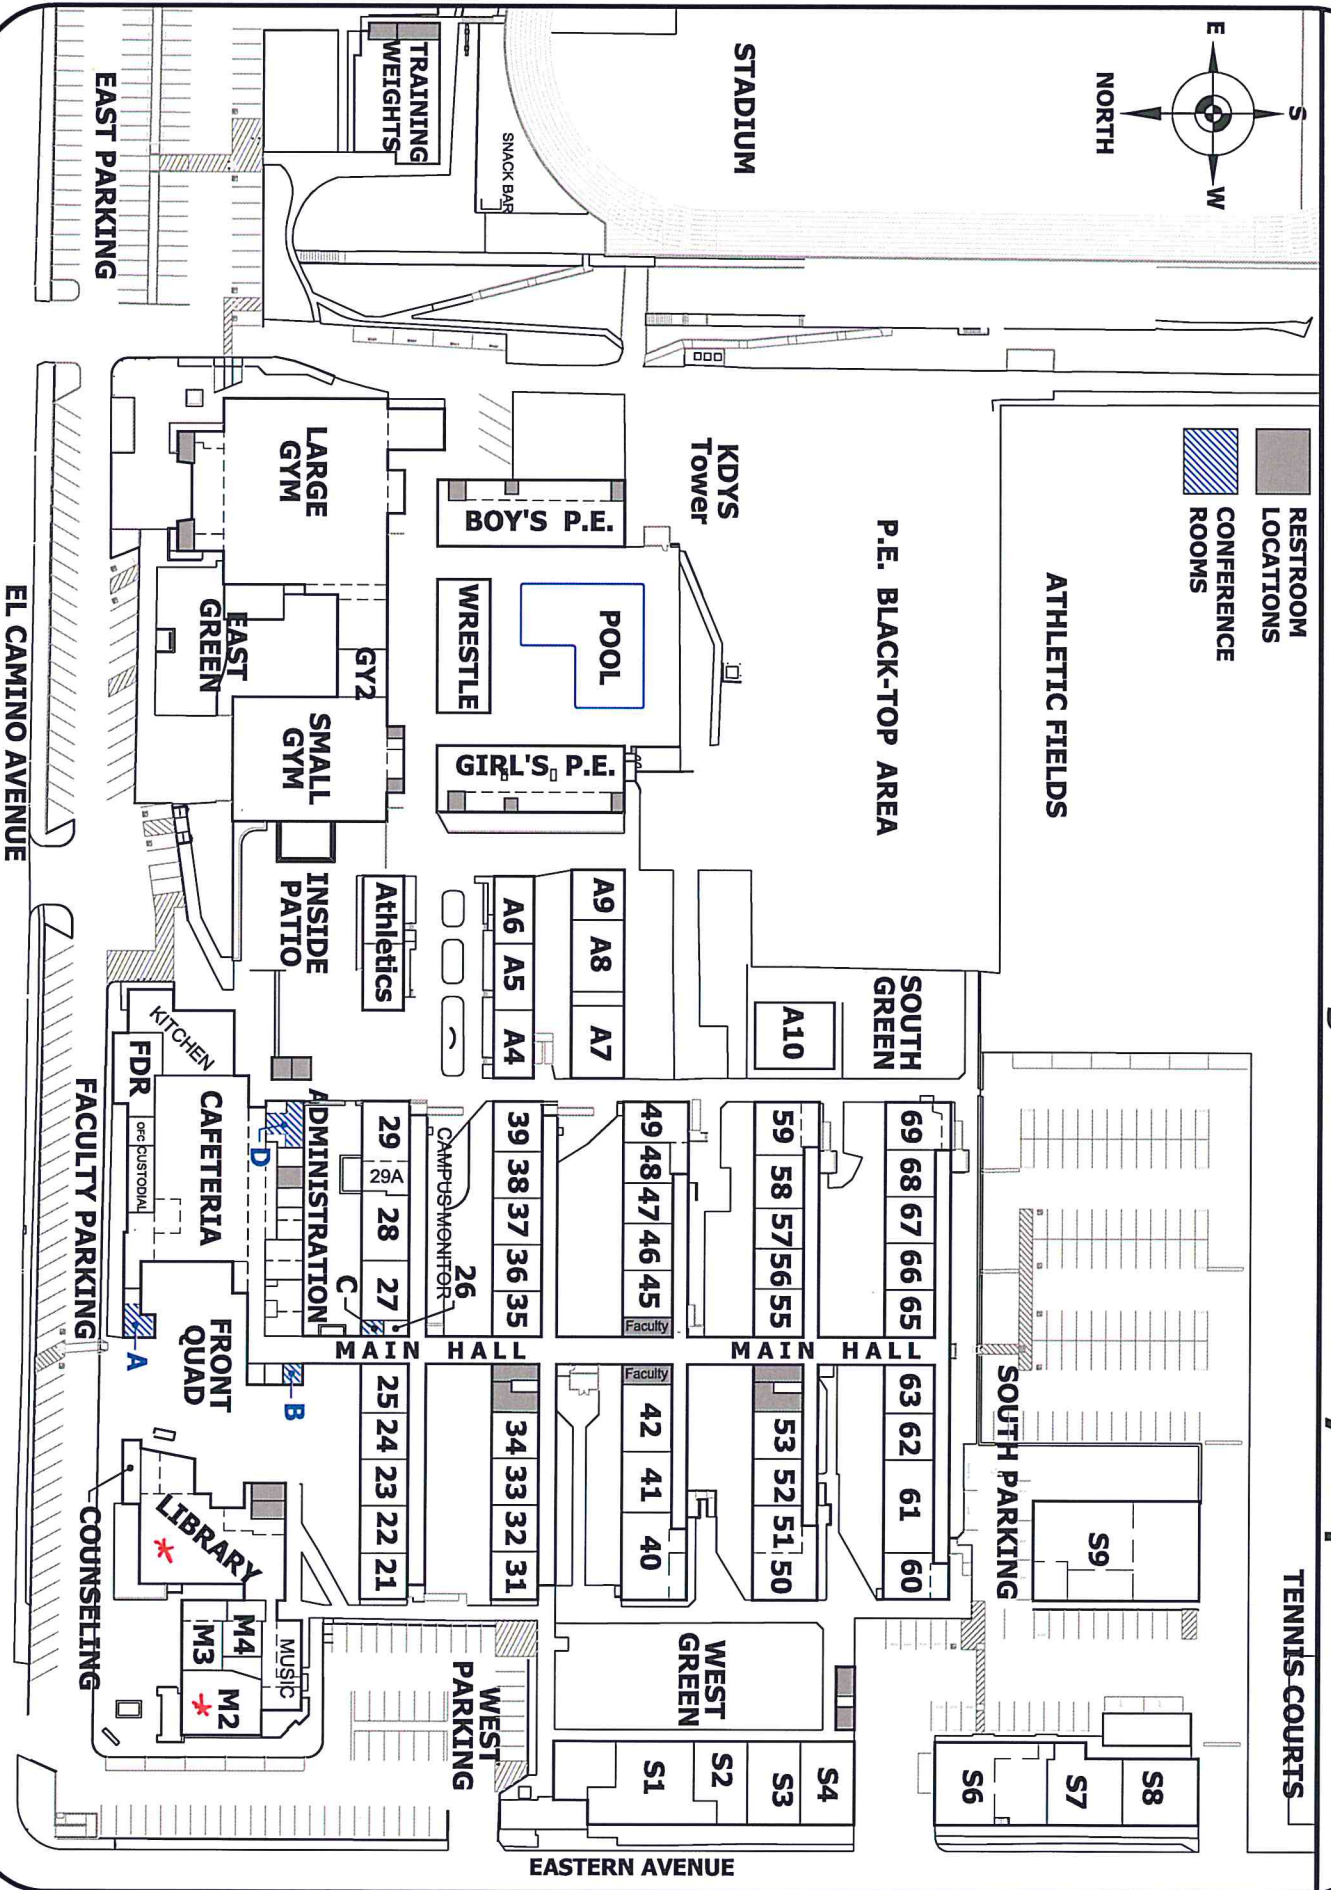 E
S
W
NORTH
STADIUM
TRAINING
WEIGHTS
SNACK BAR
EAST PARKING
RESTROOM
LOCATIONS
CONFERENCE
ROOMS
ATHLETIC FIELDS
P.E. BLACK-TOP AREA
KDYS
Tower
LARGE
GYM
BOY'S P.E.
WRESTLE
POOL
EAST
GREEN
GY2
SMALL
GYM
GIRL'S P.E.
EL CAMINO AVENUE
INSIDE
PATIO
Athletics
A6
A5
A4
A9
A8
A7
A10
SOUTH
GREEN
KITCHEN
FDR
OFC
CUSTODIAL
CAFETERIA
FACULTY PARKING
D
ADMINISTRATION
29
29A
28
27
C
26
CAMPUS MONITOR
39
38
37
36
35
49
48
47
46
45
Faculty
59
58
57
56
55
69
68
67
66
65
MAIN HALL
MAIN HALL
A
B
FRONT
QUAD
25
24
23
22
21
34
33
32
31
Faculty
42
41
40
53
52
51
50
63
62
61
60
SOUTH PARKING
S9
TENNIS COURTS
COUNSELING
LIBRARY
*
M4
M3
MUSIC
M2
*
WEST
PARKING
WEST
GREEN
S1
S2
S3
S4
S6
S7
S8
EASTERN AVENUE